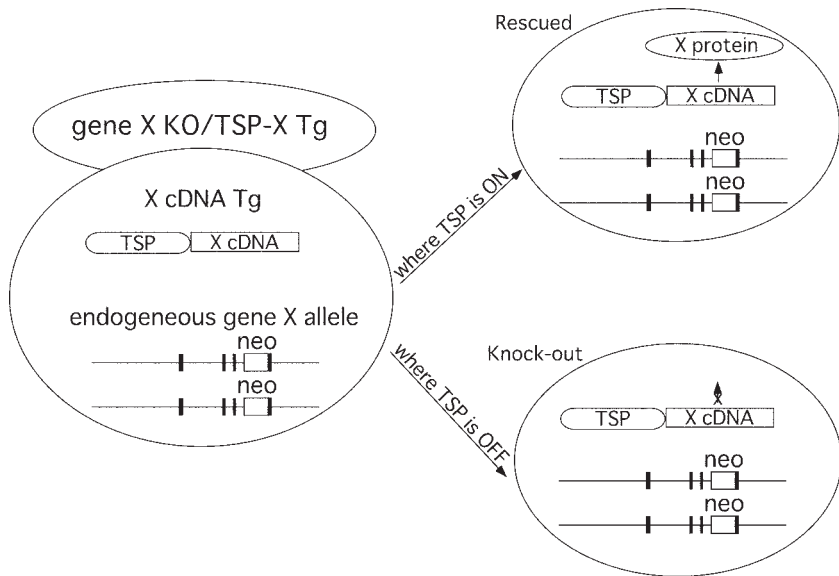 gene X KO/TSP-X Tg
X cDNA Tg
TSP
X cDNA
endogeneous gene X allele
neo
neo
where TSP is ON
where TSP is OFF
Rescued
X protein
TSP
X cDNA
neo
neo
Knock-out
X
TSP
X cDNA
neo
neo